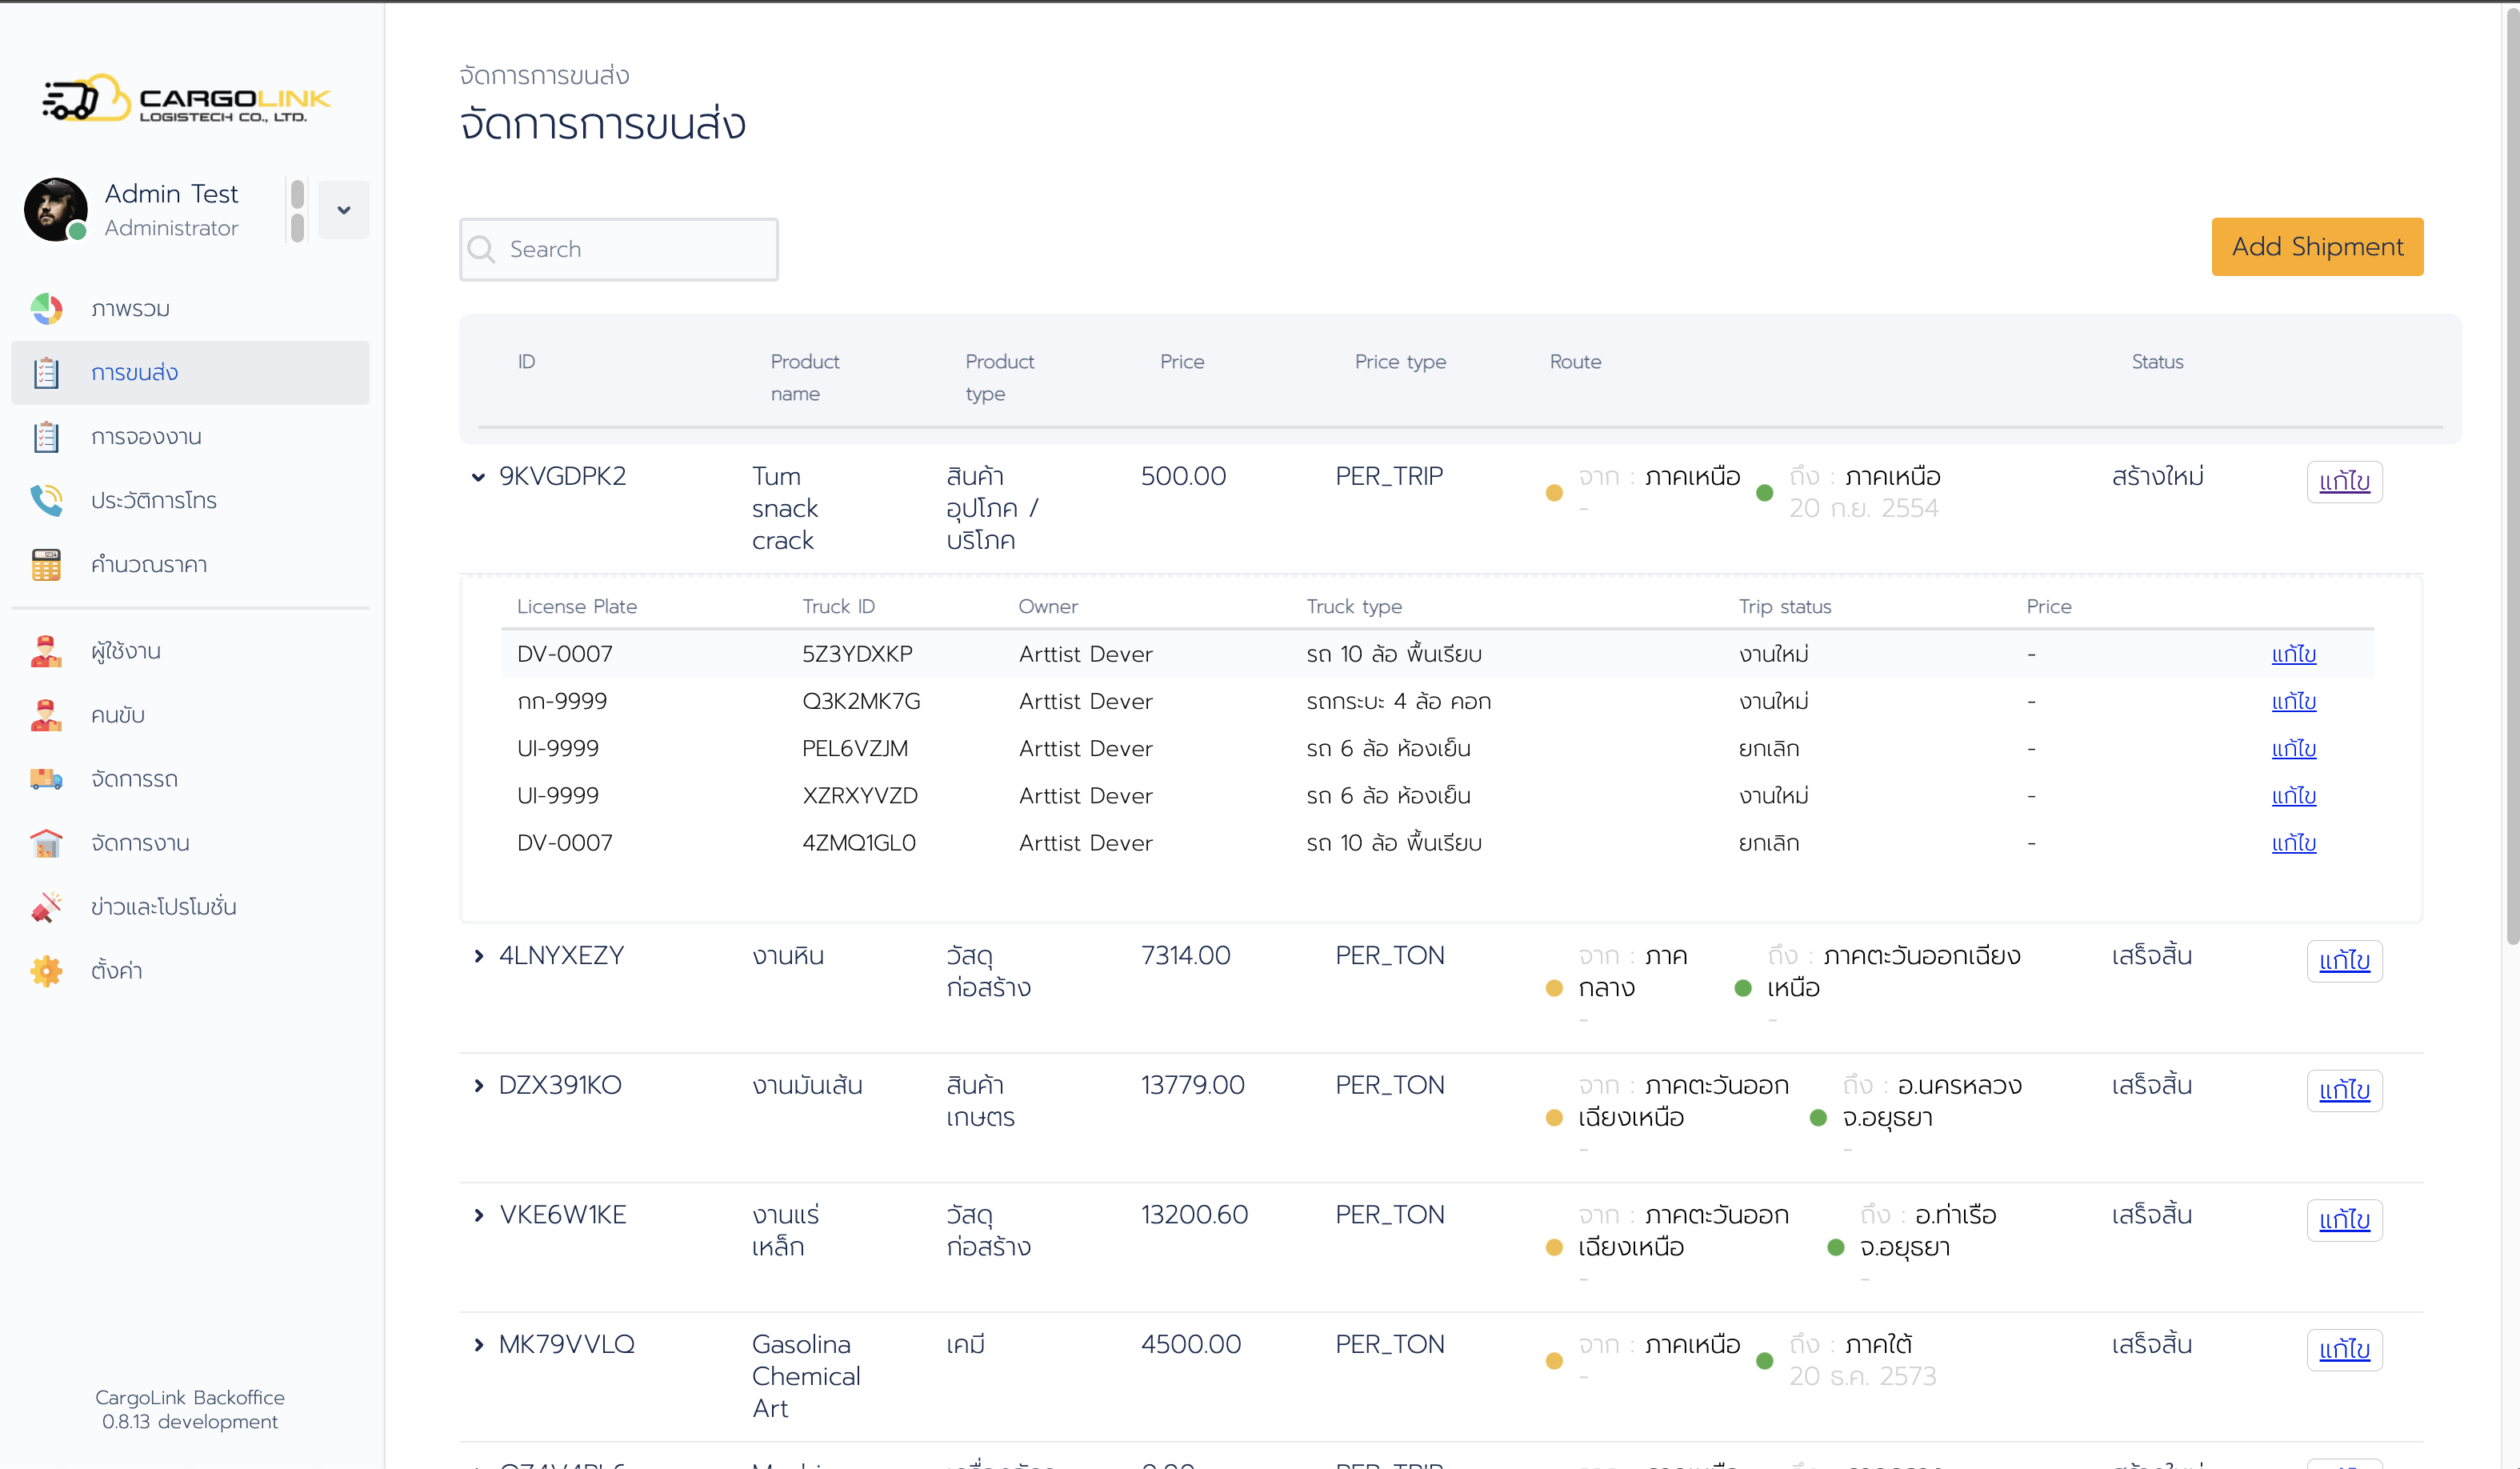 CARGOLINK
LOGISTECH CO., LTD.
Admin Test
Administrator
ภาพรวม
การขนส่ง
การจองงาน
ประวัติการโทร
คำนวณราคา
ผู้ใช้งาน
คนขับ
จัดการรถ
จัดการงาน
ข่าวและโปรโมชั่น
ตั้งค่า
CargoLink Backoffice
0.8.13 development
จัดการการขนส่ง
จัดการการขนส่ง
Search
Add Shipment
ID Product name Product type Price Price type Route Status
9KVGDPK2 Tum snack crack สินค้าอุปโภค / บริโภค 500.00 PER_TRIP จาก : ภาคเหนือ - ถึง : ภาคเหนือ 20 ก.ย. 2554 สร้างใหม่ แก้ไข
License Plate Truck ID Owner Truck type Trip status Price
DV-0007 5Z3YDXKP Arttist Dever รถ 10 ล้อ พื้นเรียบ งานใหม่ - แก้ไข
กก-9999 Q3K2MK7G Arttist Dever รถกระบะ 4 ล้อ คอก งานใหม่ - แก้ไข
UI-9999 PEL6VZJM Arttist Dever รถ 6 ล้อ ห้องเย็น ยกเลิก - แก้ไข
UI-9999 XZRXYVZD Arttist Dever รถ 6 ล้อ ห้องเย็น งานใหม่ - แก้ไข
DV-0007 4ZMQ1GL0 Arttist Dever รถ 10 ล้อ พื้นเรียบ ยกเลิก - แก้ไข
4LNYXEZY งานหิน วัสดุก่อสร้าง 7314.00 PER_TON จาก : ภาคกลาง - ถึง : ภาคตะวันออกเฉียงเหนือ - เสร็จสิ้น แก้ไข
DZX391KO งานมันเส้น สินค้าเกษตร 13779.00 PER_TON จาก : ภาคตะวันออกเฉียงเหนือ - ถึง : อ.นครหลวง จ.อยุธยา - เสร็จสิ้น แก้ไข
VKE6W1KE งานแร่เหล็ก วัสดุก่อสร้าง 13200.60 PER_TON จาก : ภาคตะวันออกเฉียงเหนือ - ถึง : อ.ท่าเรือ จ.อยุธยา - เสร็จสิ้น แก้ไข
MK79VVLQ Gasolina Chemical Art เคมี 4500.00 PER_TON จาก : ภาคเหนือ - ถึง : ภาคใต้ 20 ธ.ค. 2573 เสร็จสิ้น แก้ไข